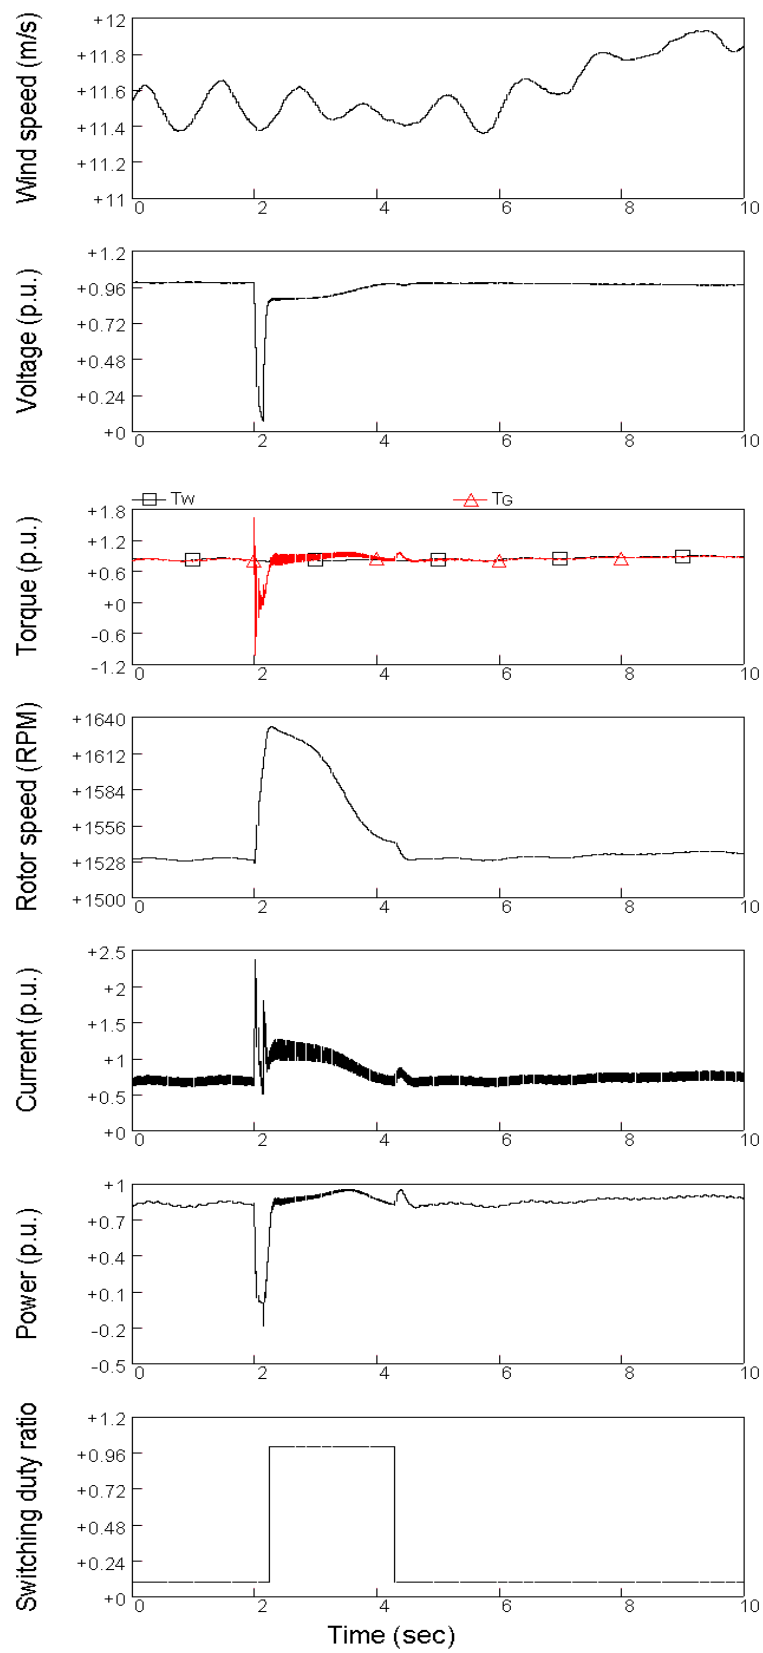 Wind speed (m/s)
+12
+11.8
+11.6
+11.4
+11.2
+11
0 2 4 6 8 10
Voltage (p.u.)
+1.2
+0.96
+0.72
+0.48
+0.24
+0
0 2 4 6 8 10
Torque (p.u.)
TW TG
+1.8
+1.2
+0.6
+0
-0.6
-1.2
0 2 4 6 8 10
Rotor speed (RPM)
+1640
+1612
+1584
+1556
+1528
+1500
0 2 4 6 8 10
Current (p.u.)
+2.5
+2
+1.5
+1
+0.5
+0
0 2 4 6 8 10
Power (p.u.)
+1
+0.7
+0.4
+0.1
-0.2
-0.5
0 2 4 6 8 10
Switching duty ratio
+1.2
+0.96
+0.72
+0.48
+0.24
+0
0 2 4 6 8 10
Time (sec)